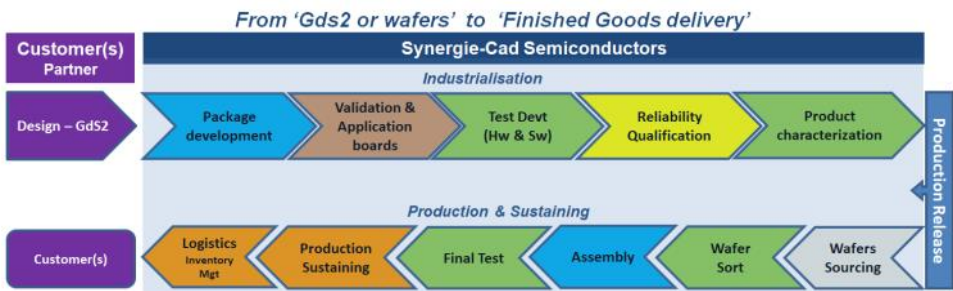 From ‘Gds2 or wafers’ to ‘Finished Goods delivery’
Customer(s)
Partner
Synergie-Cad Semiconductors
Industrialisation
Design – GdS2
Package
development
Validation &
Application
boards
Test Devt
(Hw & Sw)
Reliability
Qualification
Product
characterization
Production Release
Production & Sustaining
Customer(s)
Logistics
Inventory
Mgt
Production
Sustaining
Final Test
Assembly
Wafer
Sort
Wafers
Sourcing